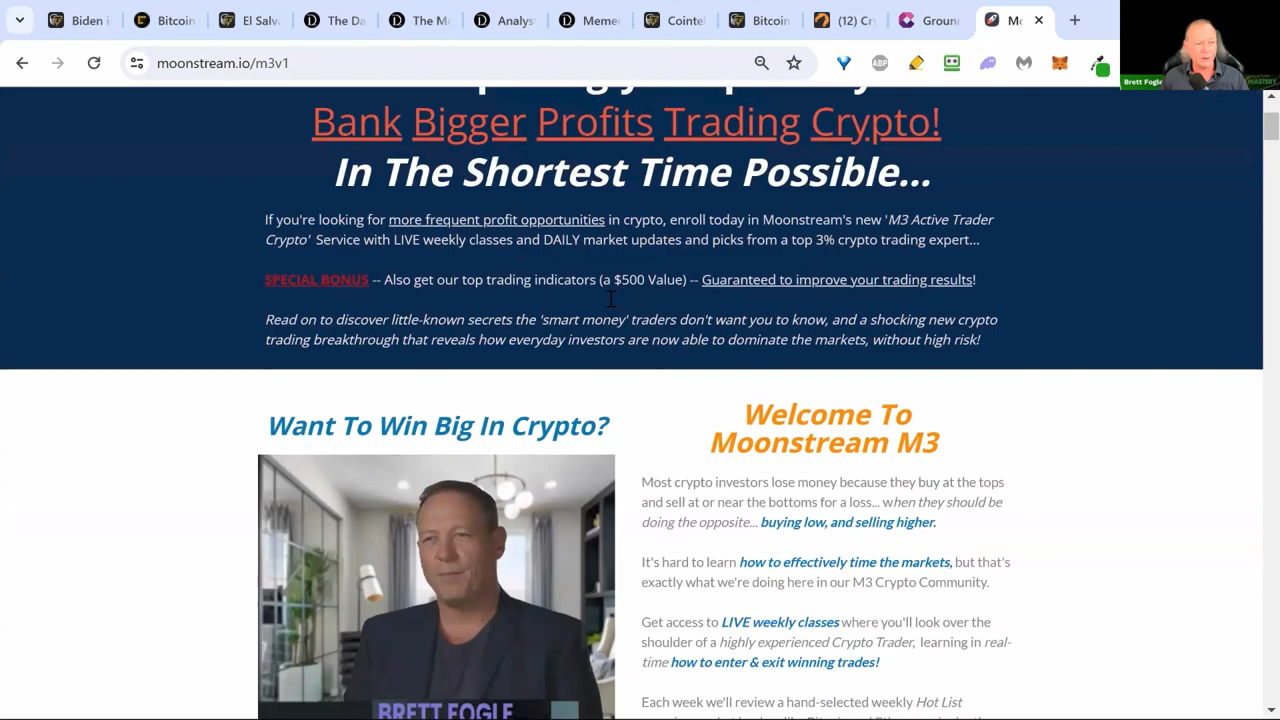 Biden i
Bitcoin
El Salv
The Da
The Mo
Analys
Meme
Cointe
Bitcoin
(12) Cr
Groun
Mo
moonstream.io/m3v1
ABP
Brett Fogle
MASTERY
Bank Bigger Profits Trading Crypto!
In The Shortest Time Possible...
If you're looking for more frequent profit opportunities in crypto, enroll today in Moonstream's new 'M3 Active Trader
Crypto' Service with LIVE weekly classes and DAILY market updates and picks from a top 3% crypto trading expert...
SPECIAL BONUS -- Also get our top trading indicators (a $500 Value) -- Guaranteed to improve your trading results!
Read on to discover little-known secrets the 'smart money' traders don't want you to know, and a shocking new crypto
trading breakthrough that reveals how everyday investors are now able to dominate the markets, without high risk!
Want To Win Big In Crypto?
BRETT FOGLE
Welcome To
Moonstream M3
Most crypto investors lose money because they buy at the tops
and sell at or near the bottoms for a loss... when they should be
doing the opposite... buying low, and selling higher.
It's hard to learn how to effectively time the markets, but that's
exactly what we're doing here in our M3 Crypto Community.
Get access to LIVE weekly classes where you'll look over the
shoulder of a highly experienced Crypto Trader, learning in real-
time how to enter & exit winning trades!
Each week we'll review a hand-selected weekly Hot List